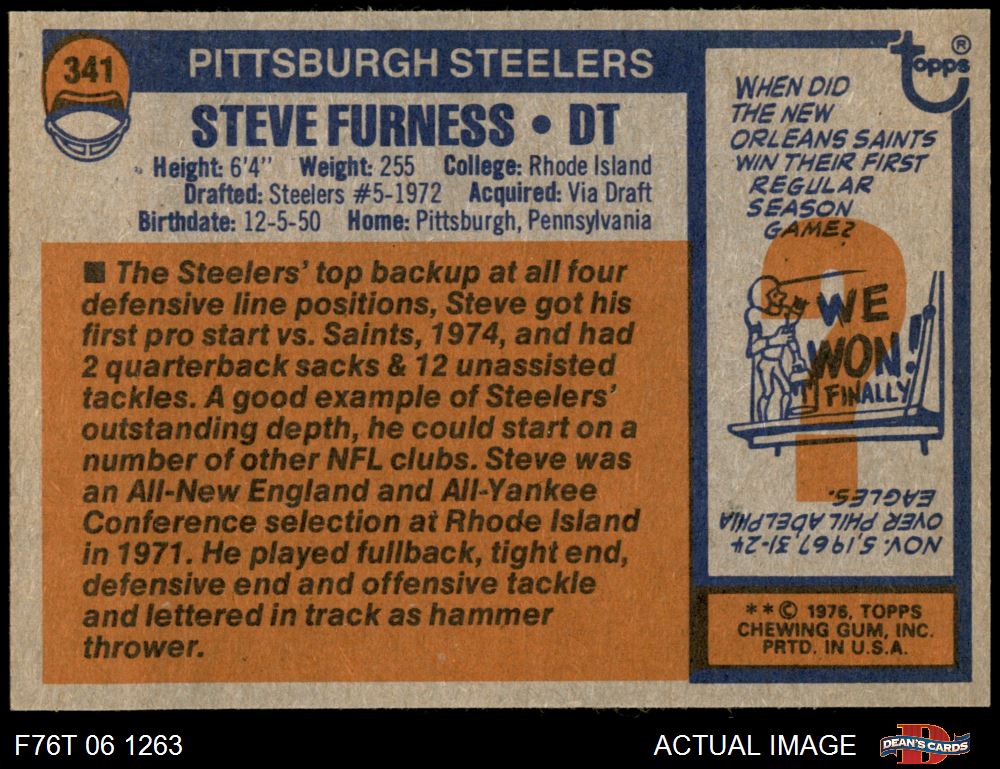 341
PITTSBURGH STEELERS
STEVE FURNESS • DT
Height: 6'4" Weight: 255 College: Rhode Island
Drafted: Steelers #5-1972 Acquired: Via Draft
Birthdate: 12-5-50 Home: Pittsburgh, Pennsylvania
■ The Steelers' top backup at all four
defensive line positions, Steve got his
first pro start vs. Saints, 1974, and had
2 quarterback sacks & 12 unassisted
tackles. A good example of Steelers'
outstanding depth, he could start on a
number of other NFL clubs. Steve was
an All-New England and All-Yankee
Conference selection at Rhode Island
in 1971. He played fullback, tight end,
defensive end and offensive tackle
and lettered in track as hammer
thrower.
topps®
WHEN DID
THE NEW
ORLEANS SAINTS
WIN THEIR FIRST
REGULAR
SEASON
GAME?
?
WE
WON!
FINALLY
NOV. 5, 1967, 31-24
OVER PHILADELPHIA
EAGLES.
**© 1976, TOPPS
CHEWING GUM, INC.
PRTD. IN U.S.A.
F76T 06 1263
ACTUAL IMAGE
D
DEAN'S CARDS